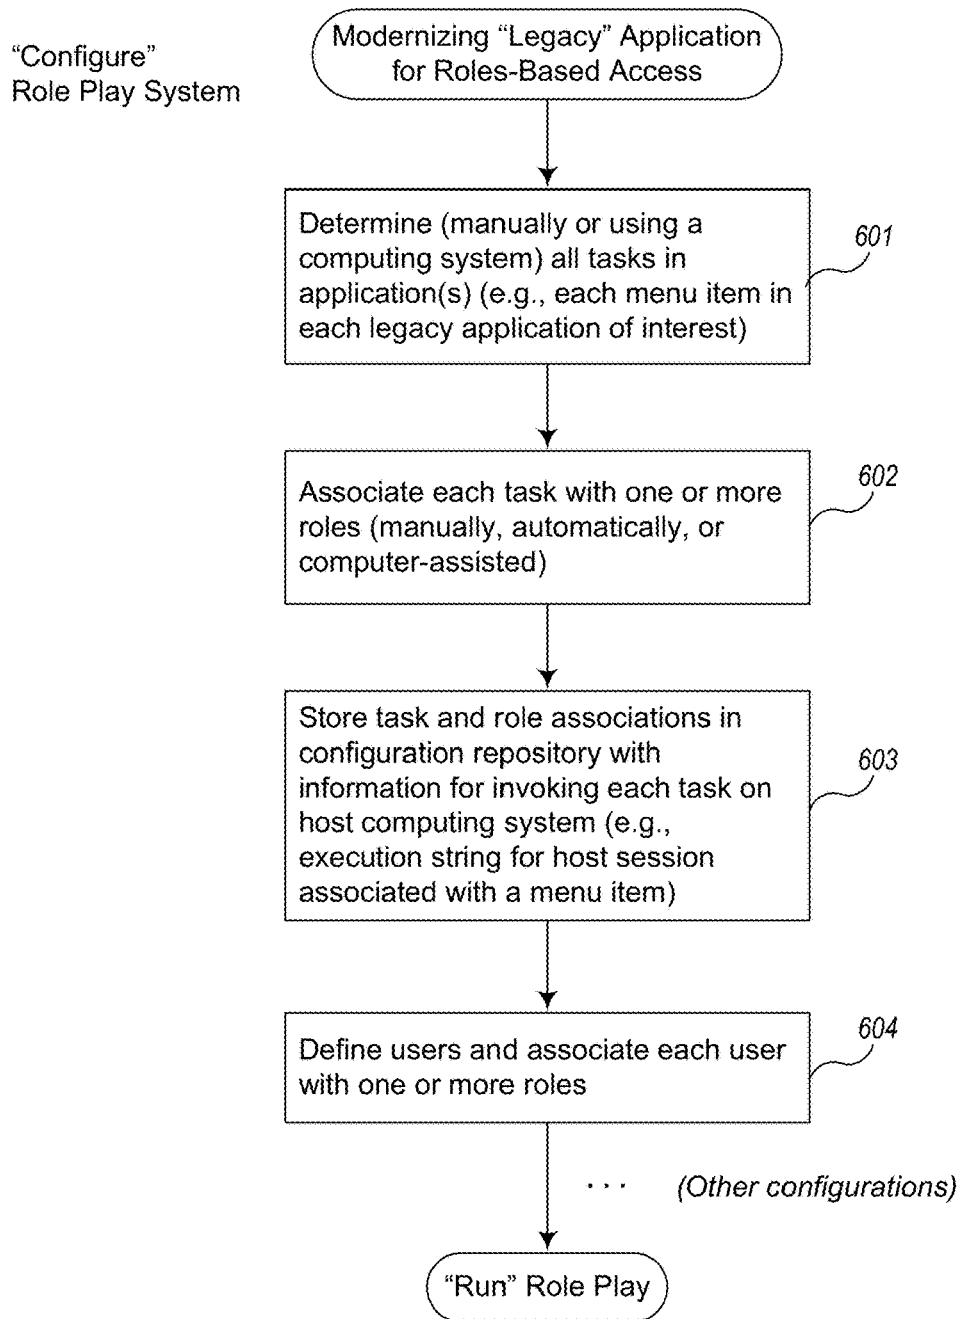 "Configure"
Role Play System
Modernizing "Legacy" Application
for Roles-Based Access
Determine (manually or using a
computing system) all tasks in
application(s) (e.g., each menu item in
each legacy application of interest)
601
Associate each task with one or more
roles (manually, automatically, or
computer-assisted)
602
Store task and role associations in
configuration repository with
information for invoking each task on
host computing system (e.g.,
execution string for host session
associated with a menu item)
603
Define users and associate each user
with one or more roles
604
··· (Other configurations)
"Run" Role Play